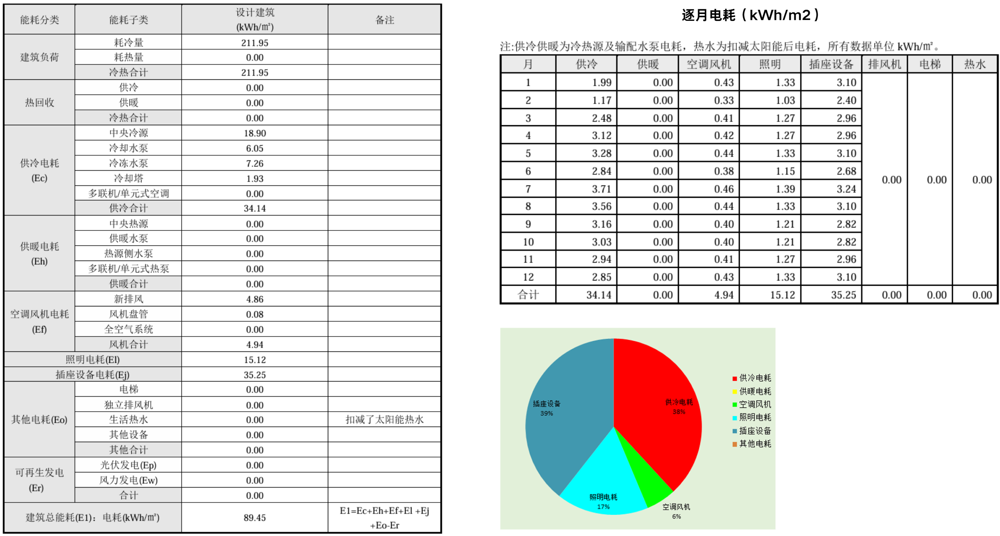 能耗分类 能耗子类 设计建筑 (kWh/㎡) 备注
建筑负荷 耗冷量 211.95
耗热量 0.00
冷热合计 211.95
热回收 供冷 0.00
供暖 0.00
冷热合计 0.00
供冷电耗 (Ec) 中央冷源 18.90
冷却水泵 6.05
冷冻水泵 7.26
冷却塔 1.93
多联机/单元式空调 0.00
供冷合计 34.14
供暖电耗 (Eh) 中央热源 0.00
供暖水泵 0.00
热源侧水泵 0.00
多联机/单元式热泵 0.00
供暖合计 0.00
空调风机电耗 (Ef) 新排风 4.86
风机盘管 0.08
全空气系统 0.00
风机合计 4.94
照明电耗(El) 15.12
插座设备电耗(Ej) 35.25
其他电耗(Eo) 电梯 0.00
独立排风机 0.00
生活热水 0.00 扣减了太阳能热水
其他设备 0.00
其他合计 0.00
可再生发电 (Er) 光伏发电(Ep) 0.00
风力发电(Ew) 0.00
合计 0.00
建筑总能耗(E1)：电耗(kWh/㎡) 89.45 E1=Ec+Eh+Ef+El +Ej
+Eo-Er
逐月电耗（kWh/m2）
注:供冷供暖为冷热源及输配水泵电耗，热水为扣减太阳能后电耗，所有数据单位 kWh/㎡。
月 供冷 供暖 空调风机 照明 插座设备 排风机 电梯 热水
1 1.99 0.00 0.43 1.33 3.10
2 1.17 0.00 0.33 1.03 2.40
3 2.48 0.00 0.41 1.27 2.96
4 3.12 0.00 0.42 1.27 2.96
5 3.28 0.00 0.44 1.33 3.10
6 2.84 0.00 0.38 1.15 2.68 0.00 0.00 0.00
7 3.71 0.00 0.46 1.39 3.24
8 3.56 0.00 0.44 1.33 3.10
9 3.16 0.00 0.40 1.21 2.82
10 3.03 0.00 0.40 1.21 2.82
11 2.94 0.00 0.41 1.27 2.96
12 2.85 0.00 0.43 1.33 3.10
合计 34.14 0.00 4.94 15.12 35.25 0.00 0.00 0.00
供冷电耗
38%
空调风机
6%
照明电耗
17%
插座设备
39%
供冷电耗
供暖电耗
空调风机
照明电耗
插座设备
其他电耗